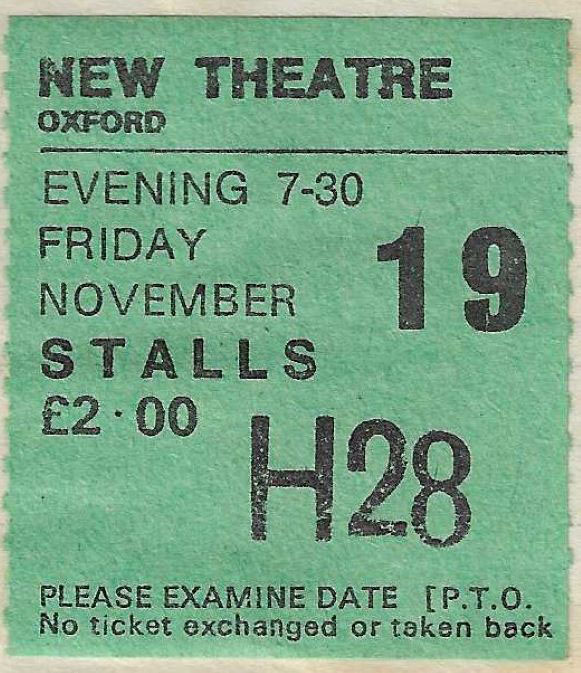 NEW THEATRE
OXFORD
EVENING 7-30
FRIDAY
NOVEMBER 19
STALLS
£2·00
H28
PLEASE EXAMINE DATE [P.T.O.
No ticket exchanged or taken back